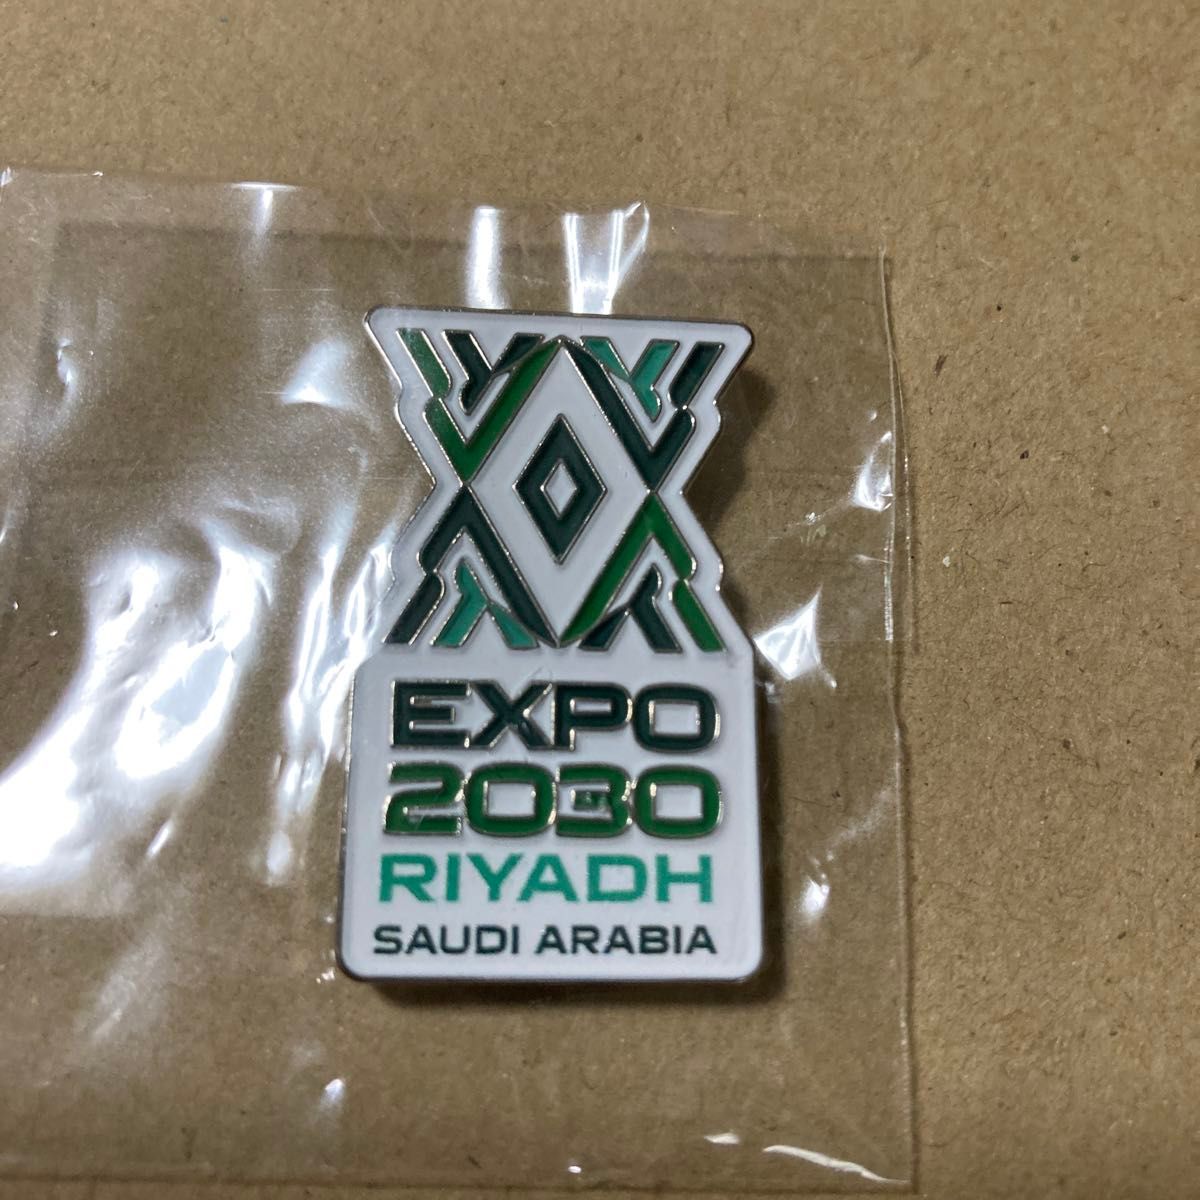 EXPO
2030
RIYADH
SAUDI ARABIA